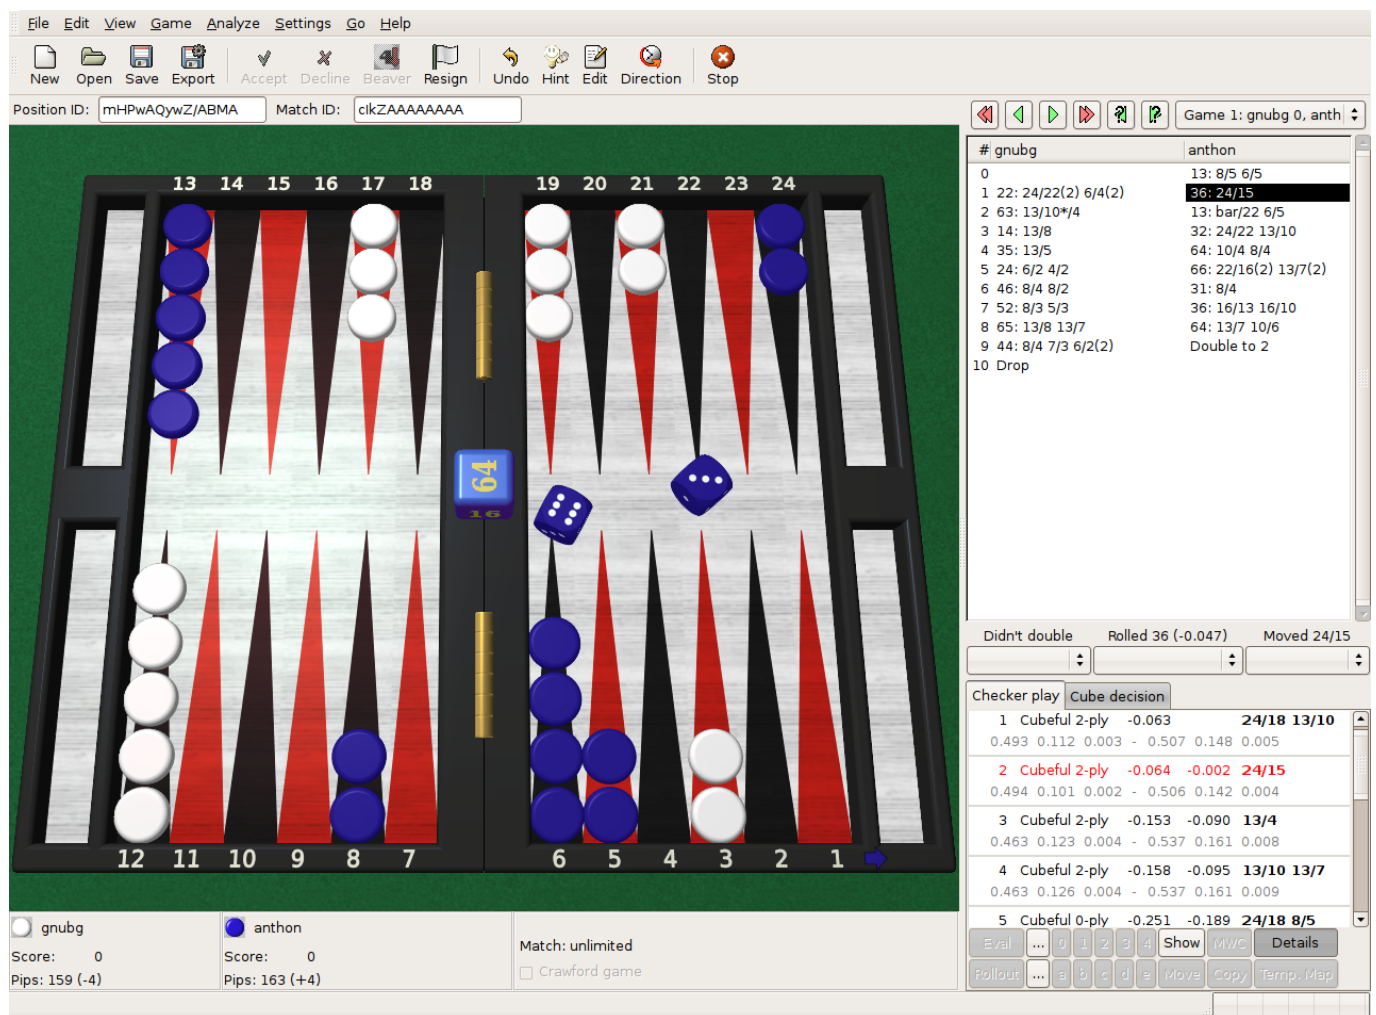 File Edit View Game Analyze Settings Go Help
New Open Save Export Accept Decline Beaver Resign Undo Hint Edit Direction Stop
Position ID: mHPwAQywZ/ABMA Match ID: cIkZAAAAAAAA
Game 1: gnubg 0, anth
# gnubg anthon
0 13: 8/5 6/5
1 22: 24/22(2) 6/4(2) 36: 24/15
2 63: 13/10*/4 13: bar/22 6/5
3 14: 13/8 32: 24/22 13/10
4 35: 13/5 64: 10/4 8/4
5 24: 6/2 4/2 66: 22/16(2) 13/7(2)
6 46: 8/4 8/2 31: 8/4
7 52: 8/3 5/3 36: 16/13 16/10
8 65: 13/8 13/7 64: 13/7 10/6
9 44: 8/4 7/3 6/2(2) Double to 2
10 Drop
13 14 15 16 17 18 19 20 21 22 23 24
64
16
12 11 10 9 8 7 6 5 4 3 2 1
Didn't double Rolled 36 (-0.047) Moved 24/15
Checker play Cube decision
1 Cubeful 2-ply -0.063 24/18 13/10
0.493 0.112 0.003 - 0.507 0.148 0.005
2 Cubeful 2-ply -0.064 -0.002 24/15
0.494 0.101 0.002 - 0.506 0.142 0.004
3 Cubeful 2-ply -0.153 -0.090 13/4
0.463 0.123 0.004 - 0.537 0.161 0.008
4 Cubeful 2-ply -0.158 -0.095 13/10 13/7
0.463 0.126 0.004 - 0.537 0.161 0.009
5 Cubeful 0-ply -0.251 -0.189 24/18 8/5
Eval ... 0 1 2 3 4 Show MWC Details
Rollout ... a b c d e Move Copy Temp. Map
gnubg
Score: 0
Pips: 159 (-4)
anthon
Score: 0
Pips: 163 (+4)
Match: unlimited
Crawford game